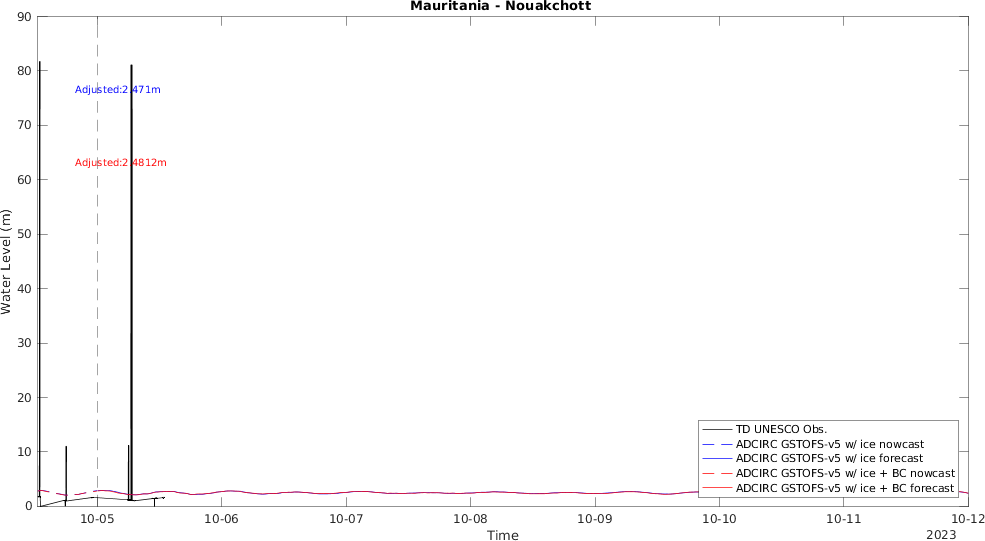 Mauritania - Nouakchott
90
80
70
60
50
40
30
20
10
0
Water Level (m)
Adjusted:2.471m
Adjusted:2.4812m
TD UNESCO Obs.
ADCIRC GSTOFS-v5 w/ ice nowcast
ADCIRC GSTOFS-v5 w/ ice forecast
ADCIRC GSTOFS-v5 w/ ice + BC nowcast
ADCIRC GSTOFS-v5 w/ ice + BC forecast
10-05 10-06 10-07 10-08 10-09 10-10 10-11 10-12
Time
2023